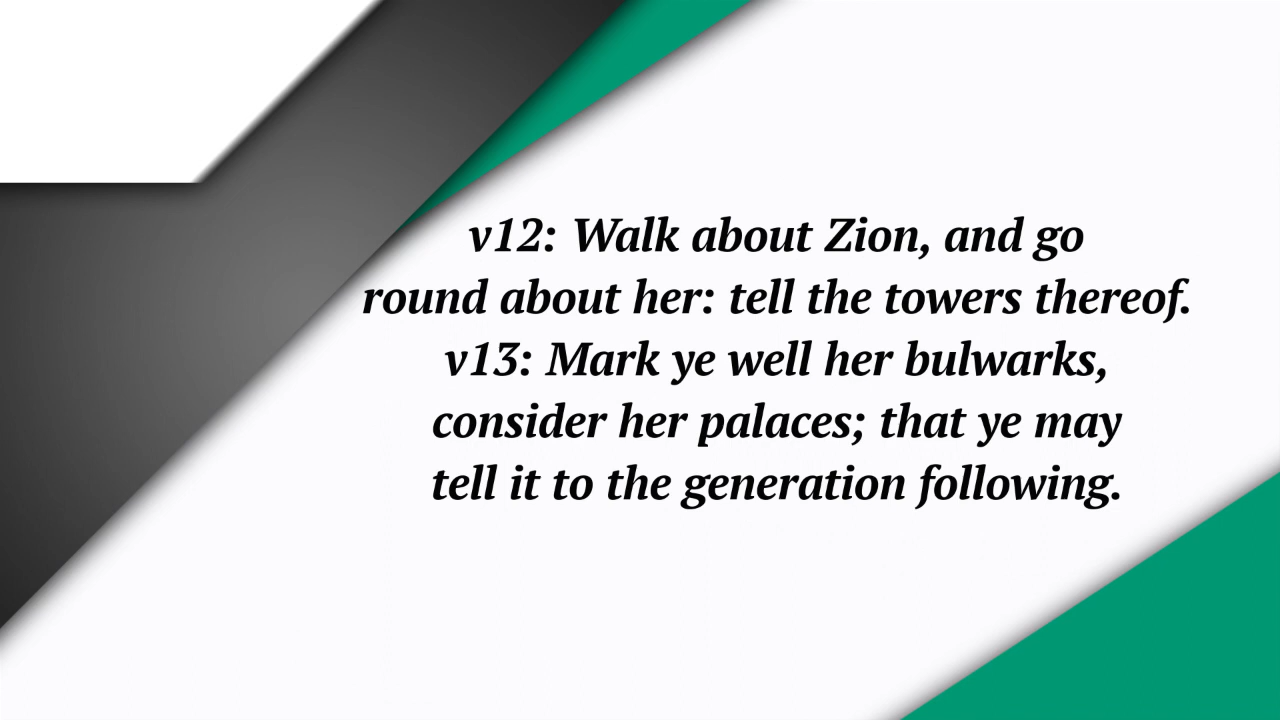 v12: Walk about Zion, and go
round about her: tell the towers thereof.
v13: Mark ye well her bulwarks,
consider her palaces; that ye may
tell it to the generation following.